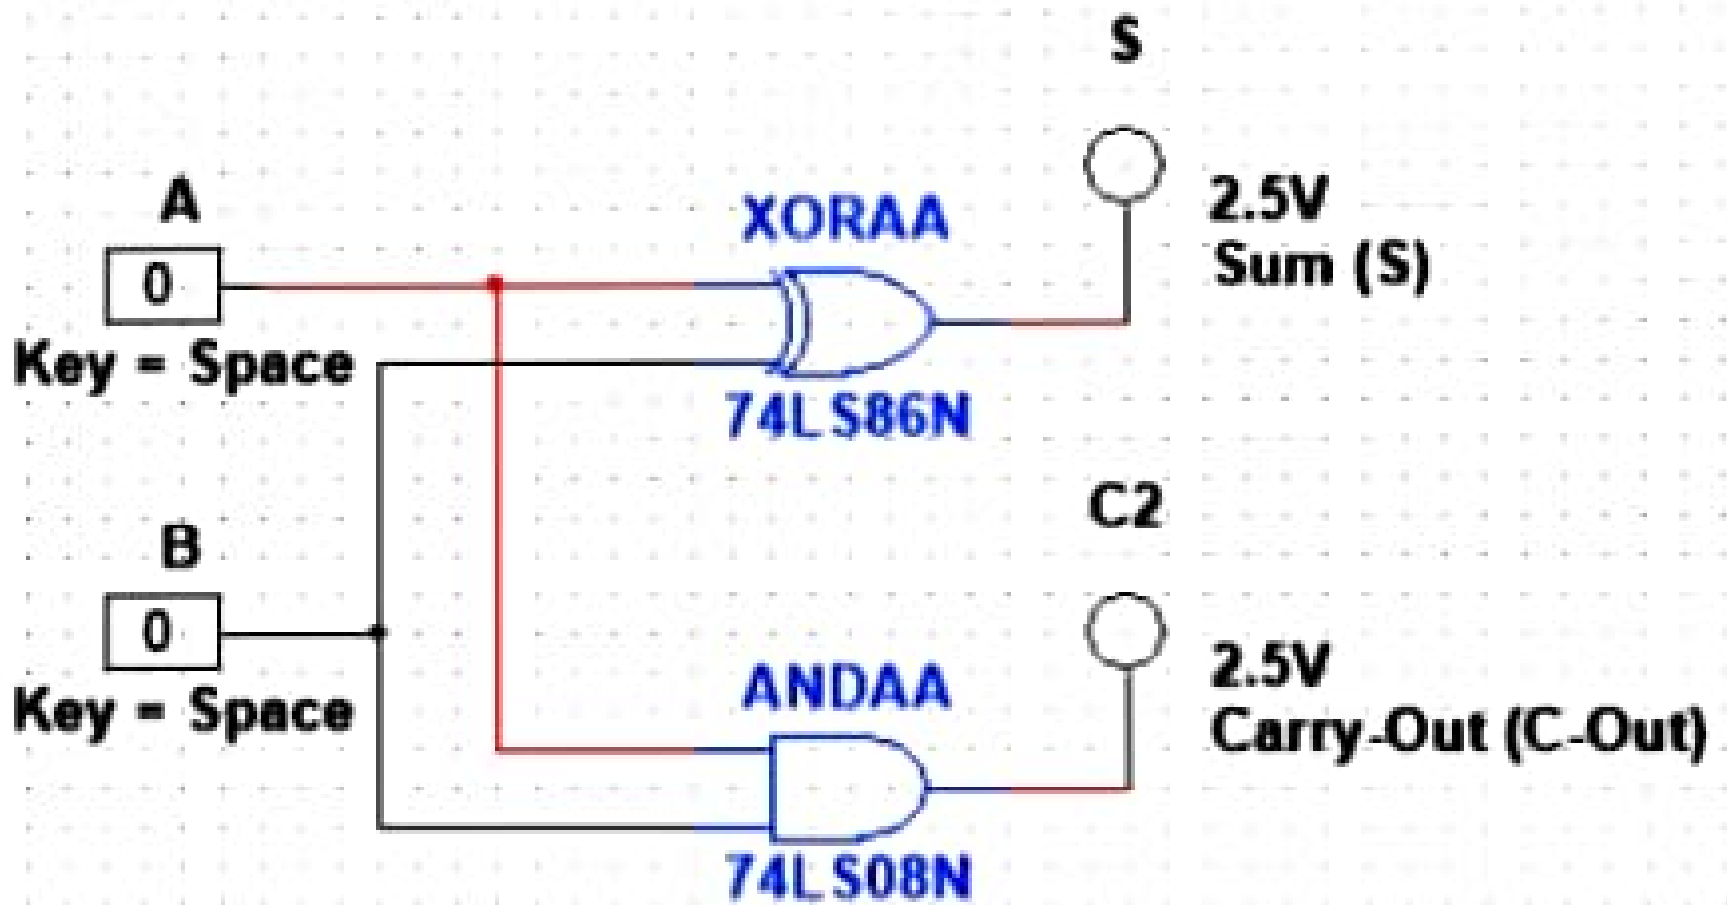 S
A
0
Key = Space
XORAA
74LS86N
2.5V
Sum (S)
B
0
Key = Space
C2
ANDAA
74LS08N
2.5V
Carry-Out (C-Out)